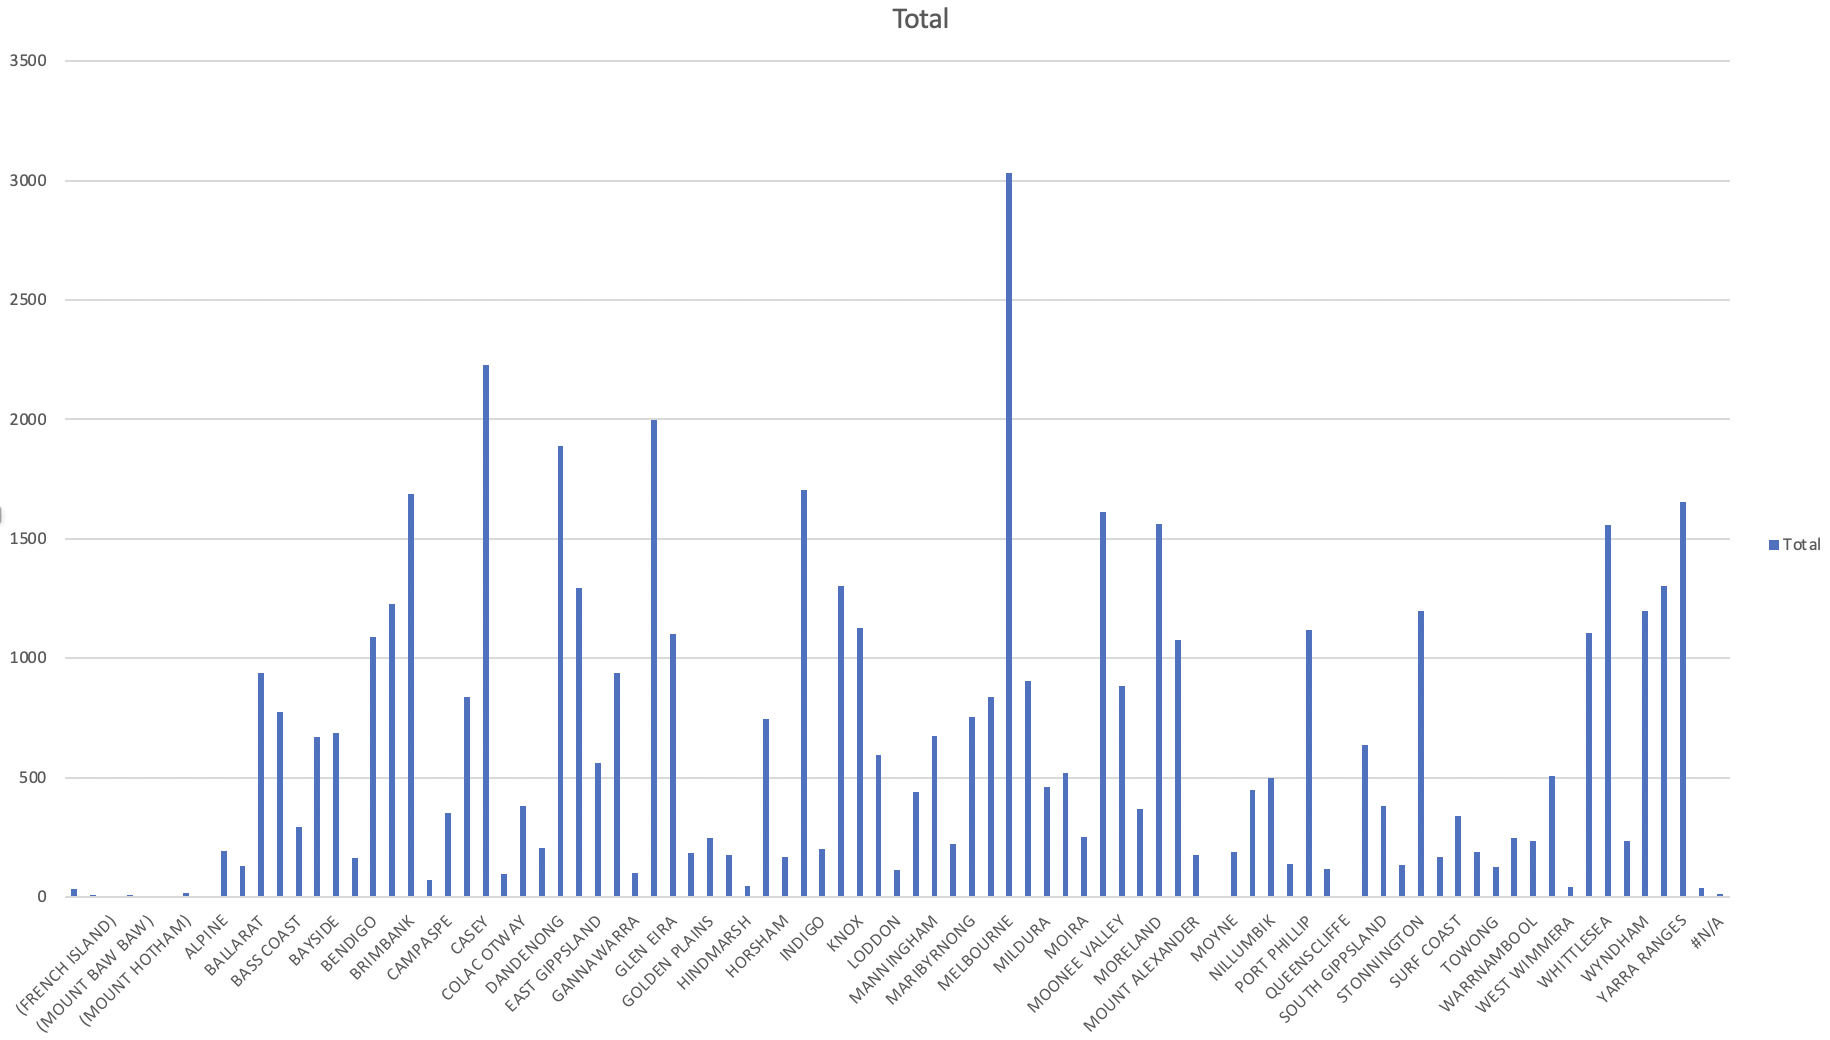 Total
3500
3000
2500
2000
1500
1000
500
0
(FRENCH ISLAND)
(MOUNT BAW BAW)
(MOUNT HOTHAM)
ALPINE
BALLARAT
BASS COAST
BAYSIDE
BENDIGO
BRIMBANK
CAMPASPE
CASEY
COLAC OTWAY
DANDENONG
EAST GIPPSLAND
GANNAWARRA
GLEN EIRA
GOLDEN PLAINS
HINDMARSH
HORSHAM
INDIGO
KNOX
LODDON
MANNINGHAM
MARIBYRNONG
MELBOURNE
MILDURA
MOIRA
MOONEE VALLEY
MORELAND
MOUNT ALEXANDER
MOYNE
NILLUMBIK
PORT PHILLIP
QUEENSCLIFFE
SOUTH GIPPSLAND
STONNINGTON
SURF COAST
TOWONG
WARRNAMBOOL
WEST WIMMERA
WHITTLESEA
WYNDHAM
YARRA RANGES
#N/A
Total